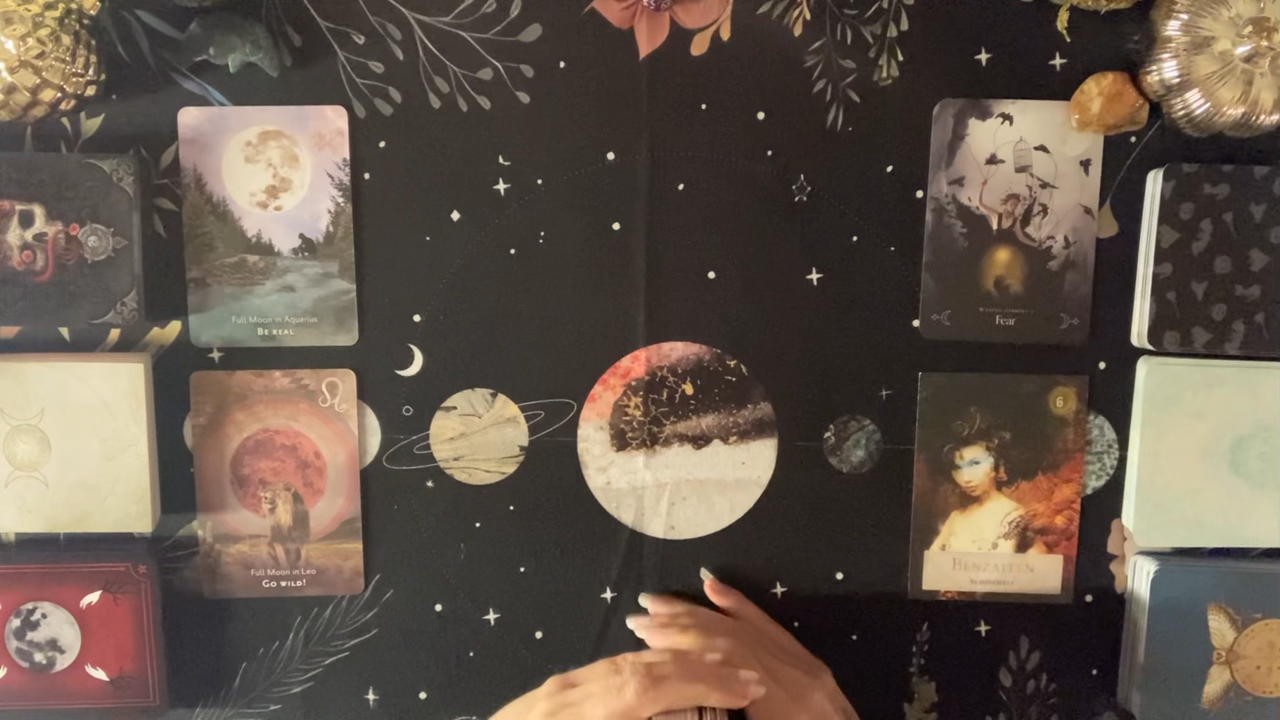 Full Moon in Aquarius
BE REAL
Fear
Full Moon in Leo
GO WILD!
6
BENZAITEN